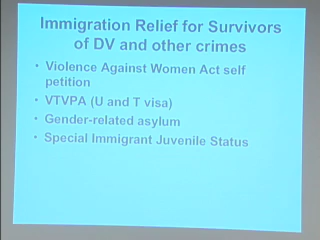 Immigration Relief for Survivors
of DV and other crimes
• Violence Against Women Act self
petition
• VTVPA (U and T visa)
• Gender-related asylum
• Special Immigrant Juvenile Status